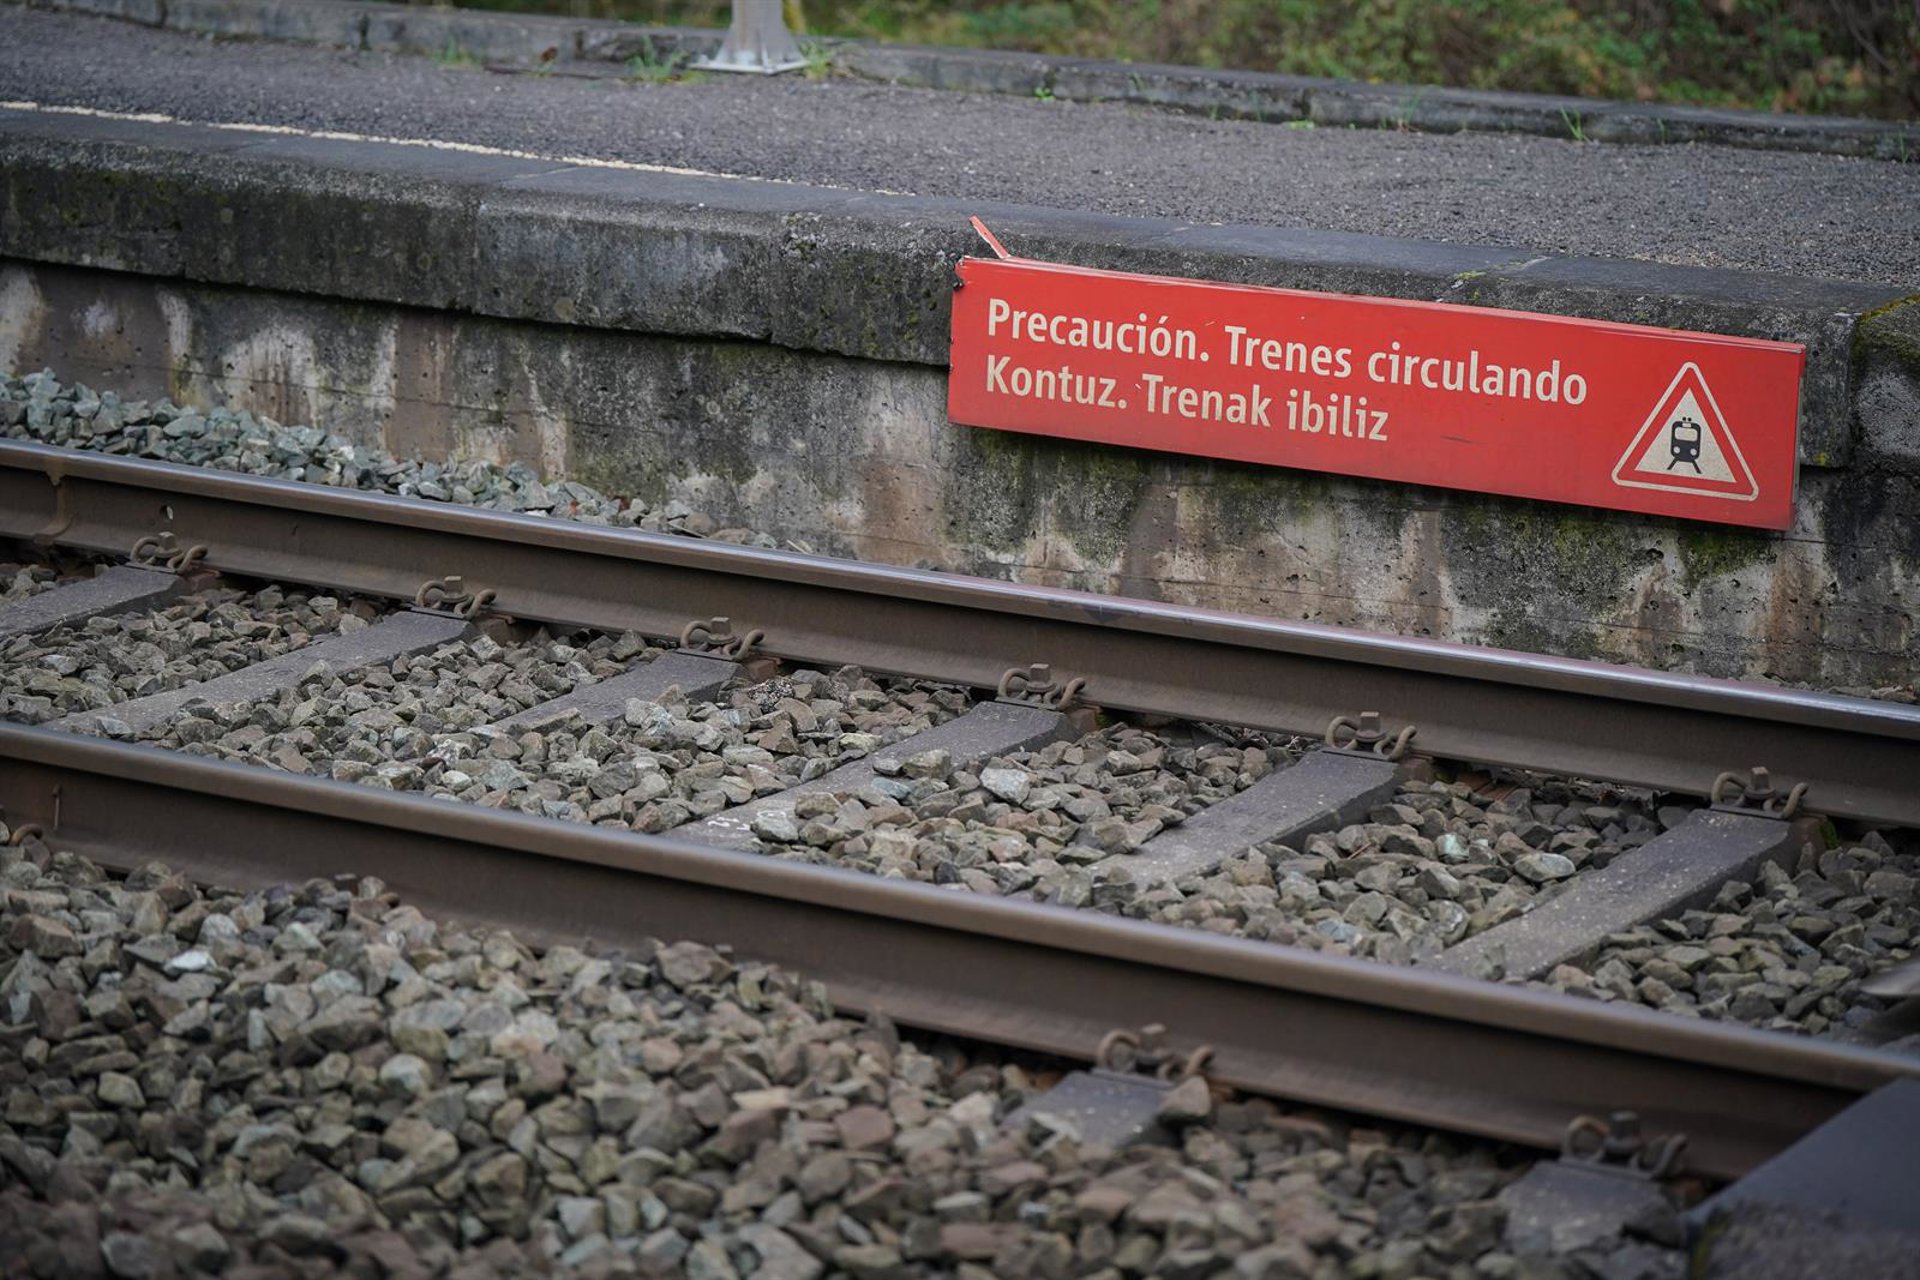 Precaución. Trenes circulando
Kontuz. Trenak ibiliz